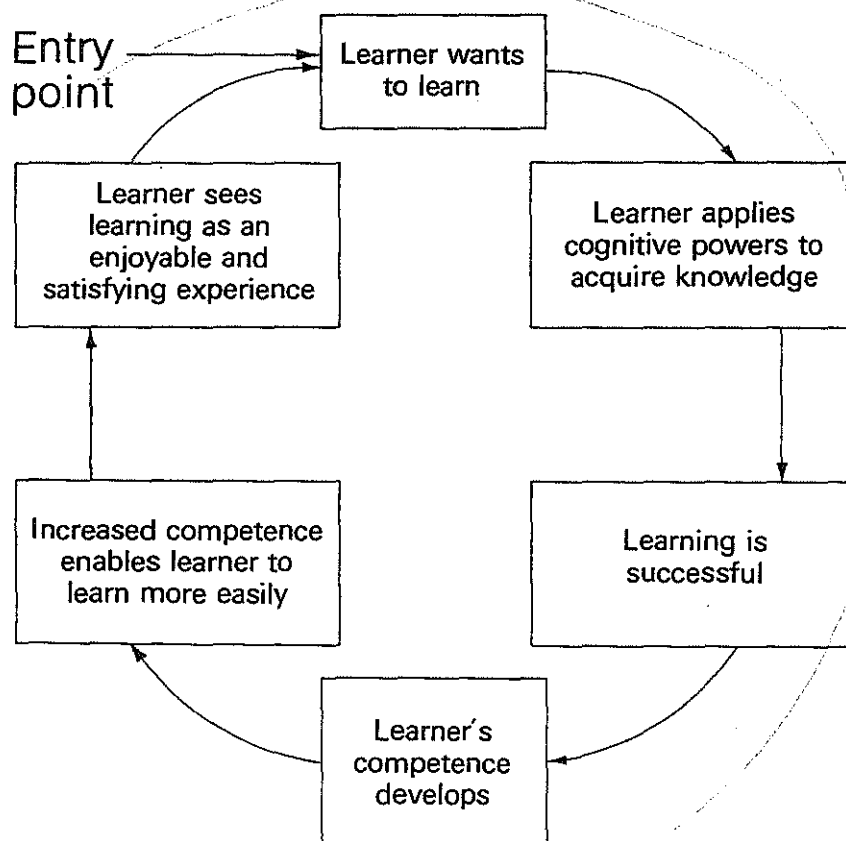 Entry
point
Learner wants
to learn
Learner applies
cognitive powers to
acquire knowledge
Learning is
successful
Learner's
competence
develops
Increased competence
enables learner to
learn more easily
Learner sees
learning as an
enjoyable and
satisfying experience